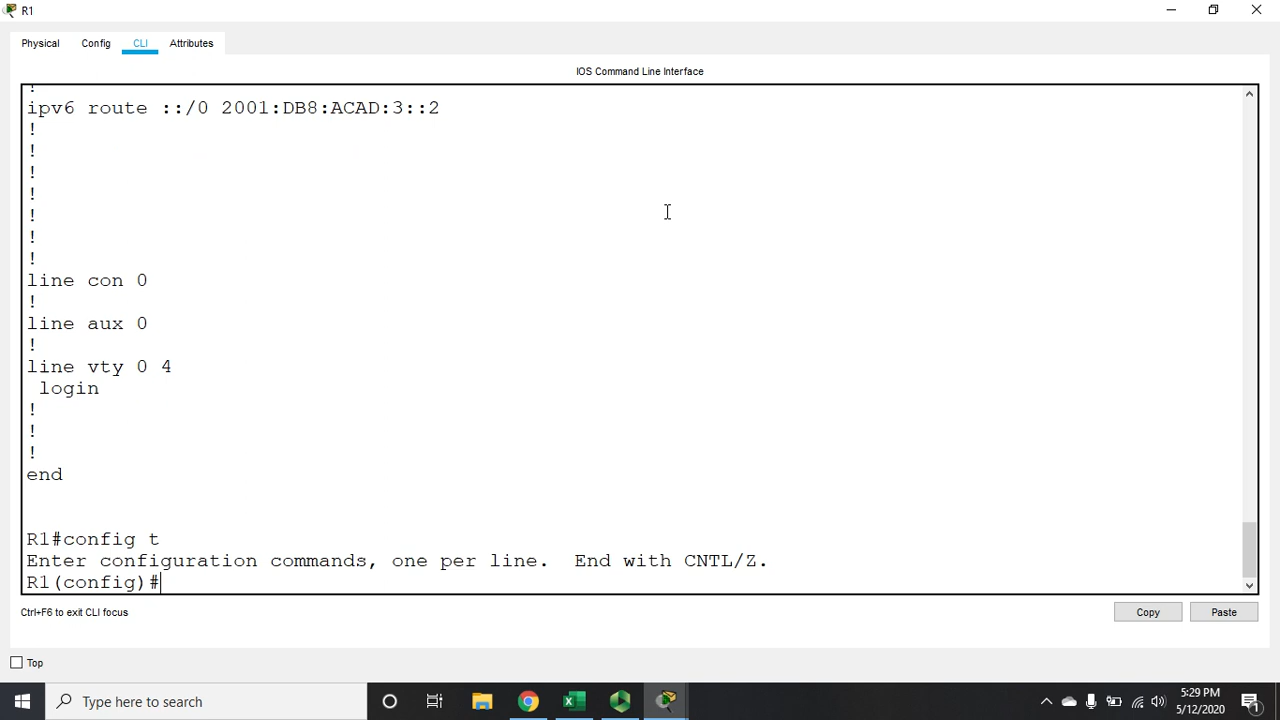 R1
Physical Config CLI Attributes
IOS Command Line Interface
!
ipv6 route ::/0 2001:DB8:ACAD:3::2
!
!
!
!
!
!
!
line con 0
!
line aux 0
!
line vty 0 4
login
!
!
!
end
R1#config t
Enter configuration commands, one per line.  End with CNTL/Z.
R1(config)#
Ctrl+F6 to exit CLI focus
Copy Paste
Top
Type here to search
5:29 PM
5/12/2020
1